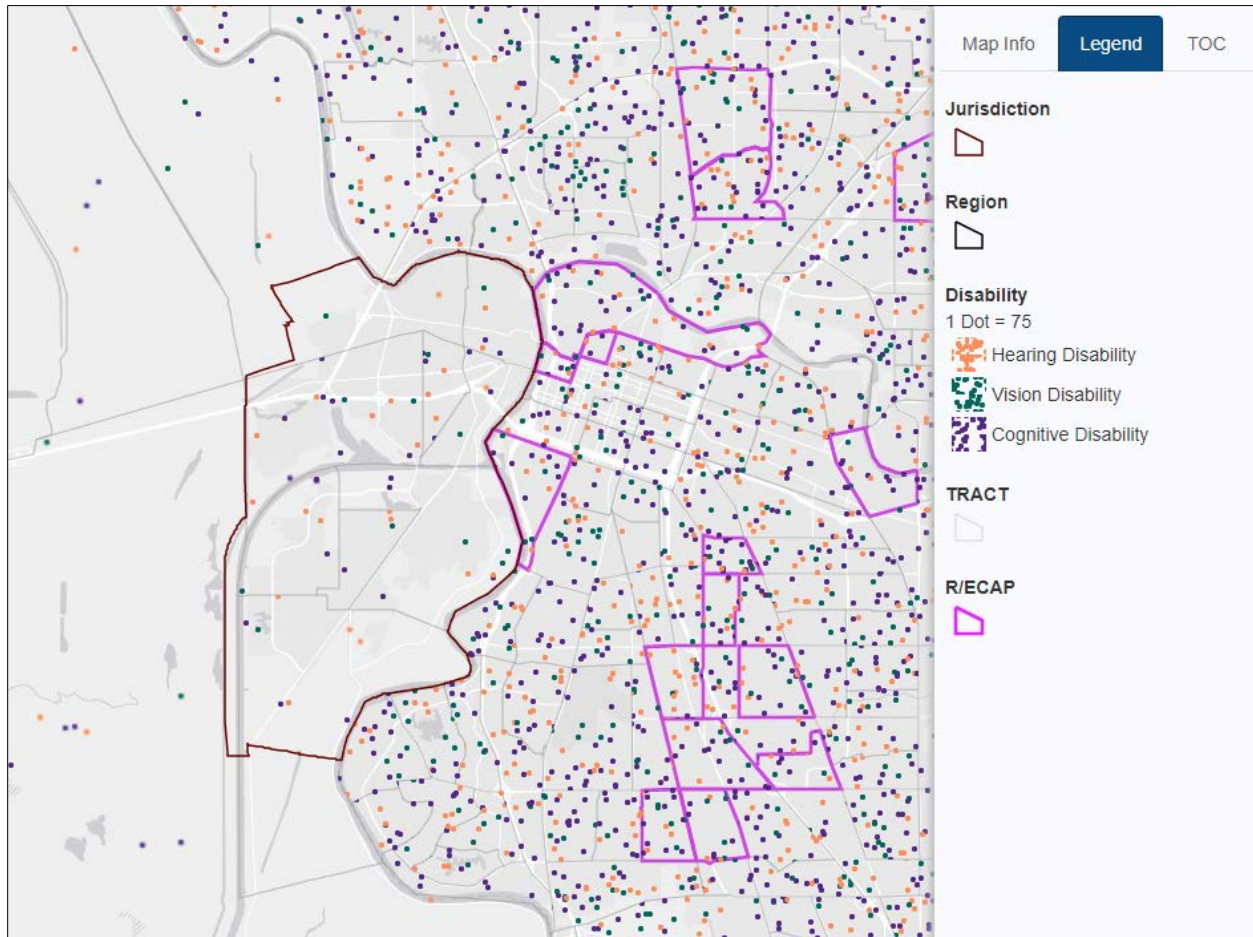 Map Info Legend TOC
Jurisdiction
Region
Disability
1 Dot = 75
Hearing Disability
Vision Disability
Cognitive Disability
TRACT
R/ECAP